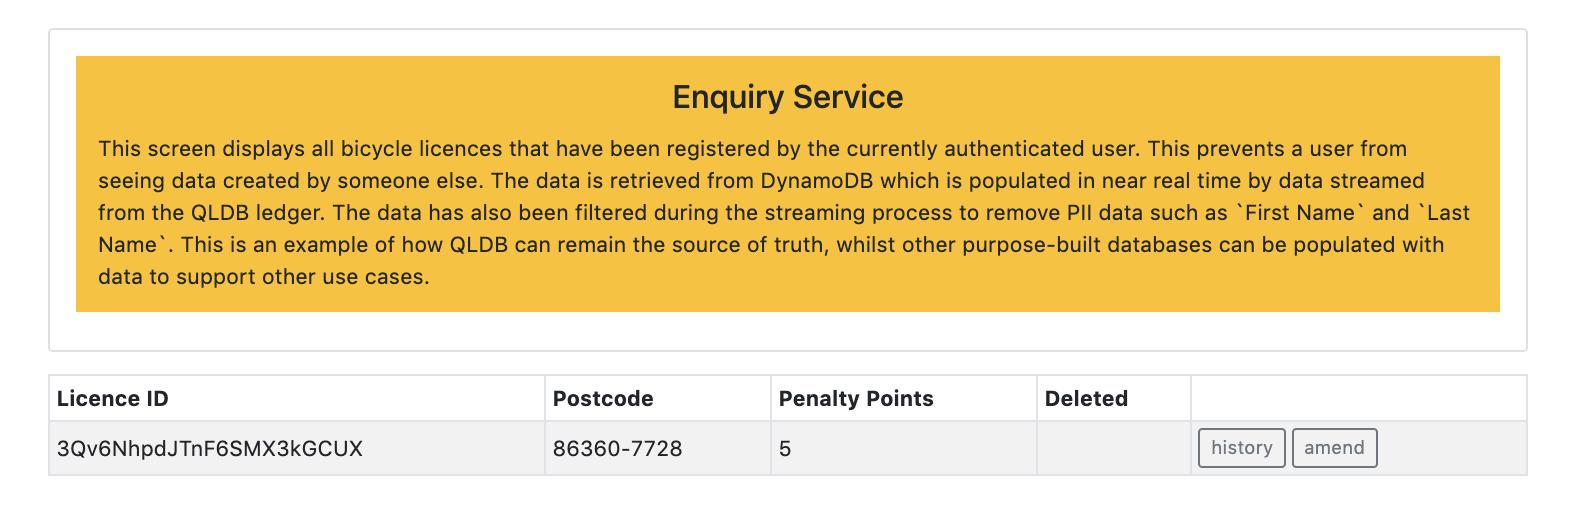 Enquiry Service
This screen displays all bicycle licences that have been registered by the currently authenticated user. This prevents a user from
seeing data created by someone else. The data is retrieved from DynamoDB which is populated in near real time by data streamed
from the QLDB ledger. The data has also been filtered during the streaming process to remove PII data such as `First Name` and `Last
Name`. This is an example of how QLDB can remain the source of truth, whilst other purpose-built databases can be populated with
data to support other use cases.
Licence ID Postcode Penalty Points Deleted
3Qv6NhpdJTnF6SMX3kGCUX 86360-7728 5 history amend